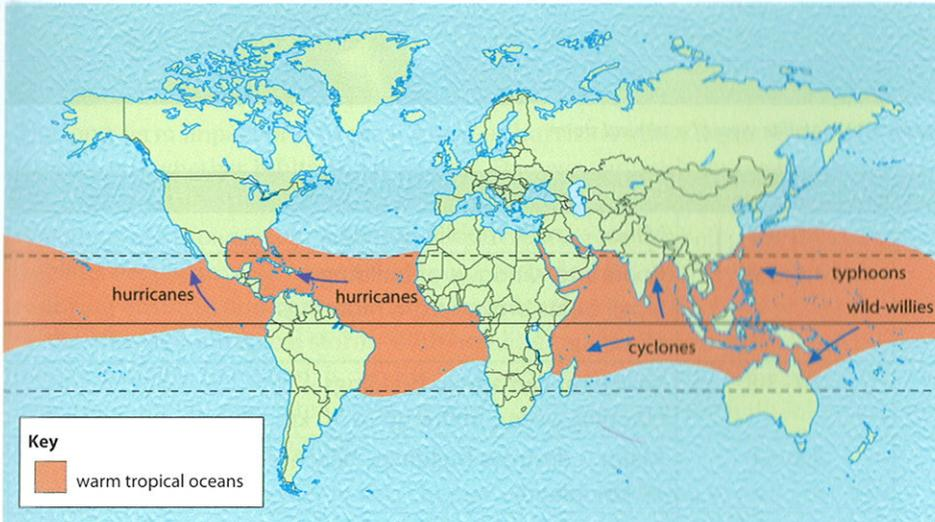 typhoons
hurricanes
hurricanes
wild-willies
cyclones
Key
warm tropical oceans